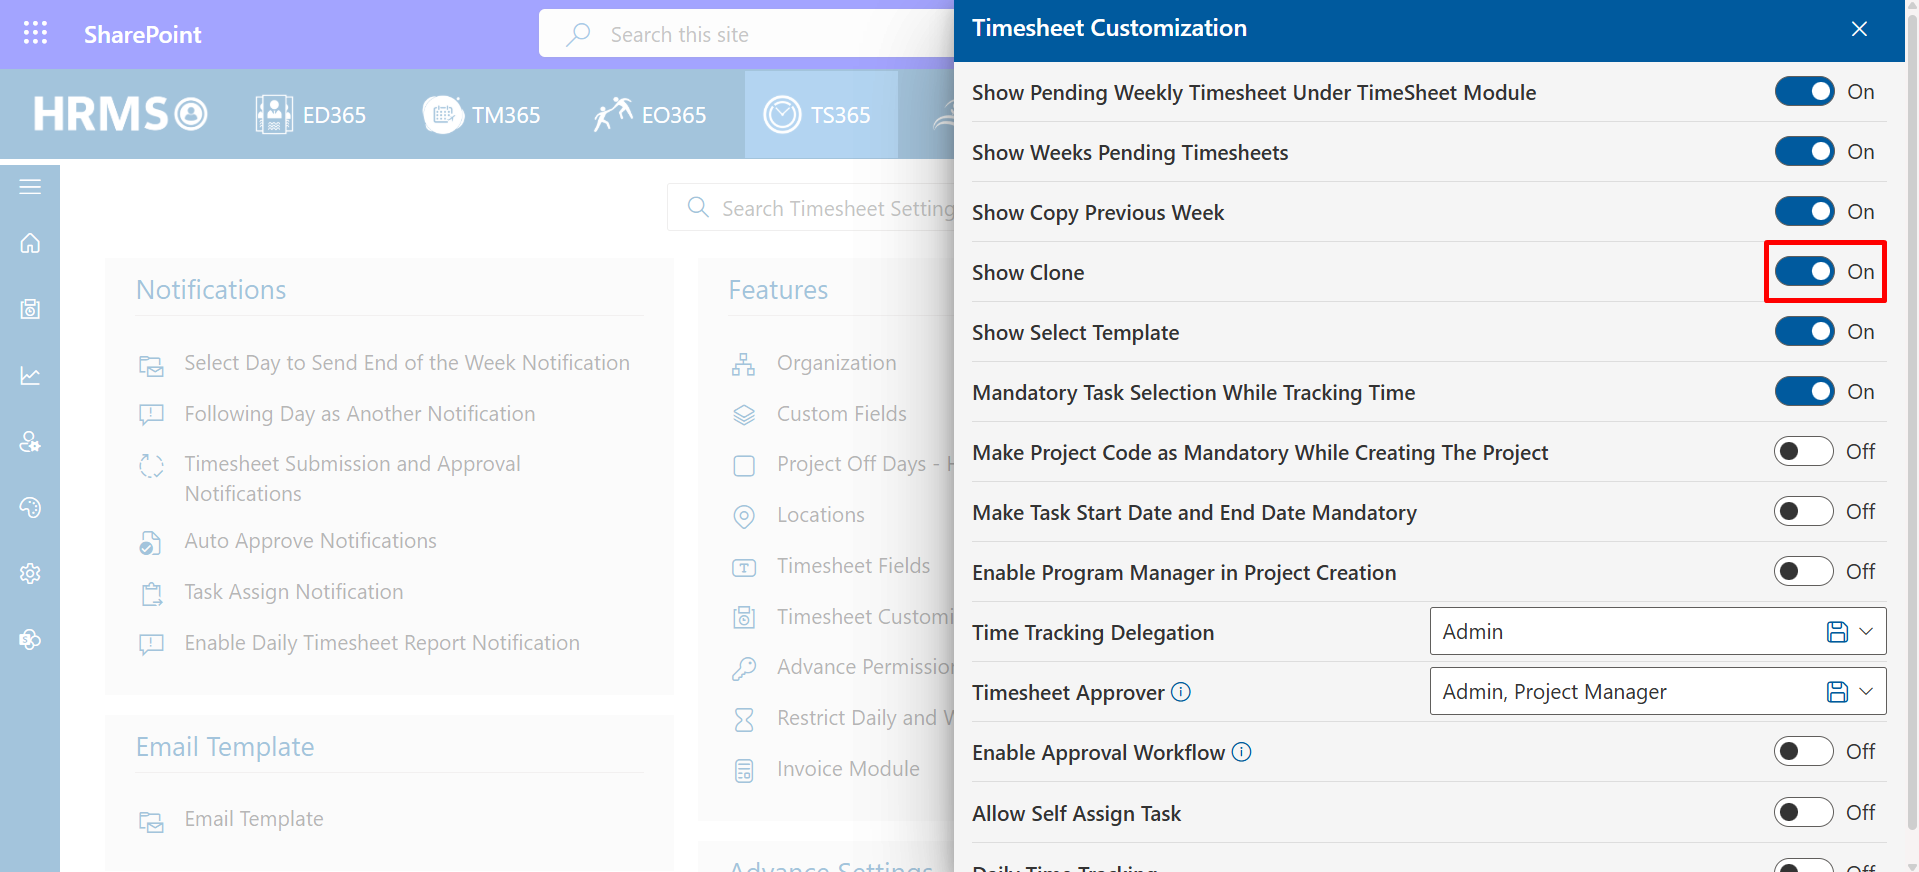 SharePoint
Search this site
HRMS
ED365
TM365
EO365
TS365
Search Timesheet Setting
Notifications
Select Day to Send End of the Week Notification
Following Day as Another Notification
Timesheet Submission and Approval
Notifications
Auto Approve Notifications
Task Assign Notification
Enable Daily Timesheet Report Notification
Email Template
Email Template
Features
Organization
Custom Fields
Project Off Days -
Locations
Timesheet Fields
Timesheet Customi
Advance Permission
Restrict Daily and
Invoice Module
Advance Settings
Timesheet Customization
Show Pending Weekly Timesheet Under TimeSheet Module On
Show Weeks Pending Timesheets On
Show Copy Previous Week On
Show Clone On
Show Select Template On
Mandatory Task Selection While Tracking Time On
Make Project Code as Mandatory While Creating The Project Off
Make Task Start Date and End Date Mandatory Off
Enable Program Manager in Project Creation Off
Time Tracking Delegation Admin
Timesheet Approver Admin, Project Manager
Enable Approval Workflow Off
Allow Self Assign Task Off
Daily Time Tracking Off